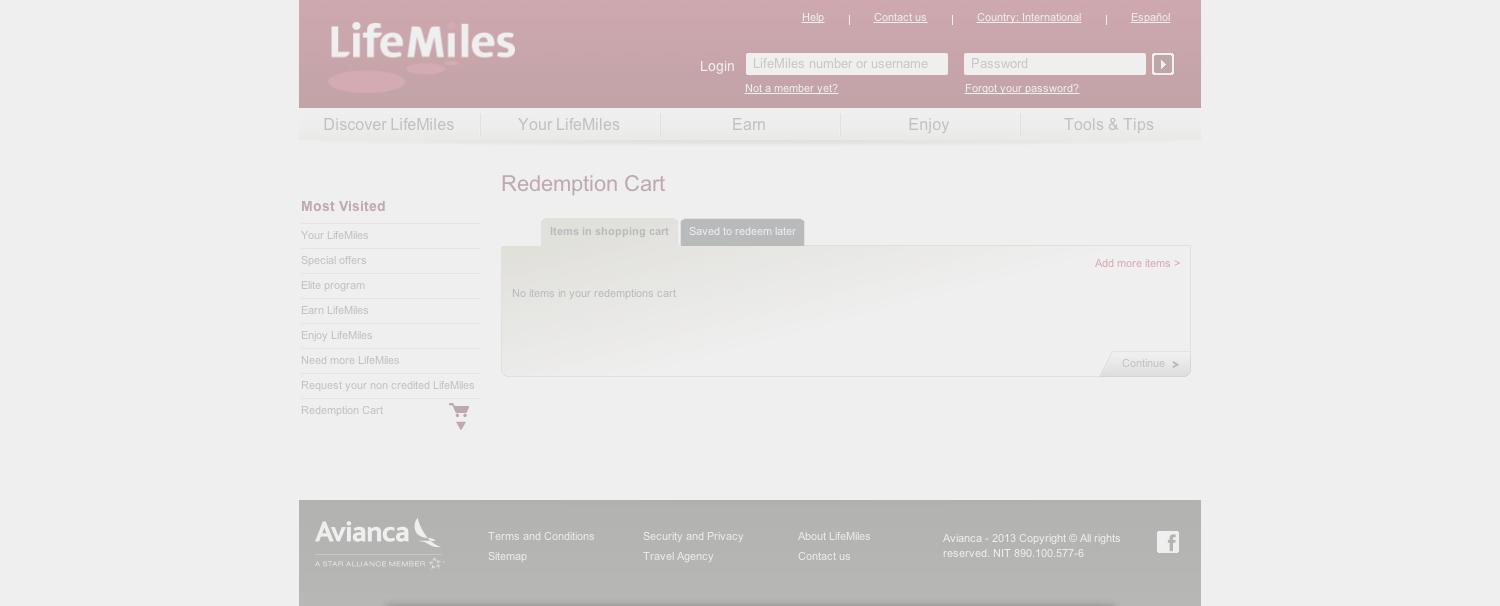 LifeMiles
Help | Contact us | Country: International | Español
Login LifeMiles number or username Password
Not a member yet? Forgot your password?
Discover LifeMiles Your LifeMiles Earn Enjoy Tools & Tips
Redemption Cart
Most Visited
Your LifeMiles
Special offers
Elite program
Earn LifeMiles
Enjoy LifeMiles
Need more LifeMiles
Request your non credited LifeMiles
Redemption Cart
Items in shopping cart Saved to redeem later
Add more items >
No items in your redemptions cart
Continue >
Avianca
A STAR ALLIANCE MEMBER
Terms and Conditions Security and Privacy About LifeMiles
Sitemap Travel Agency Contact us
Avianca - 2013 Copyright © All rights
reserved. NIT 890.100.577-6
f